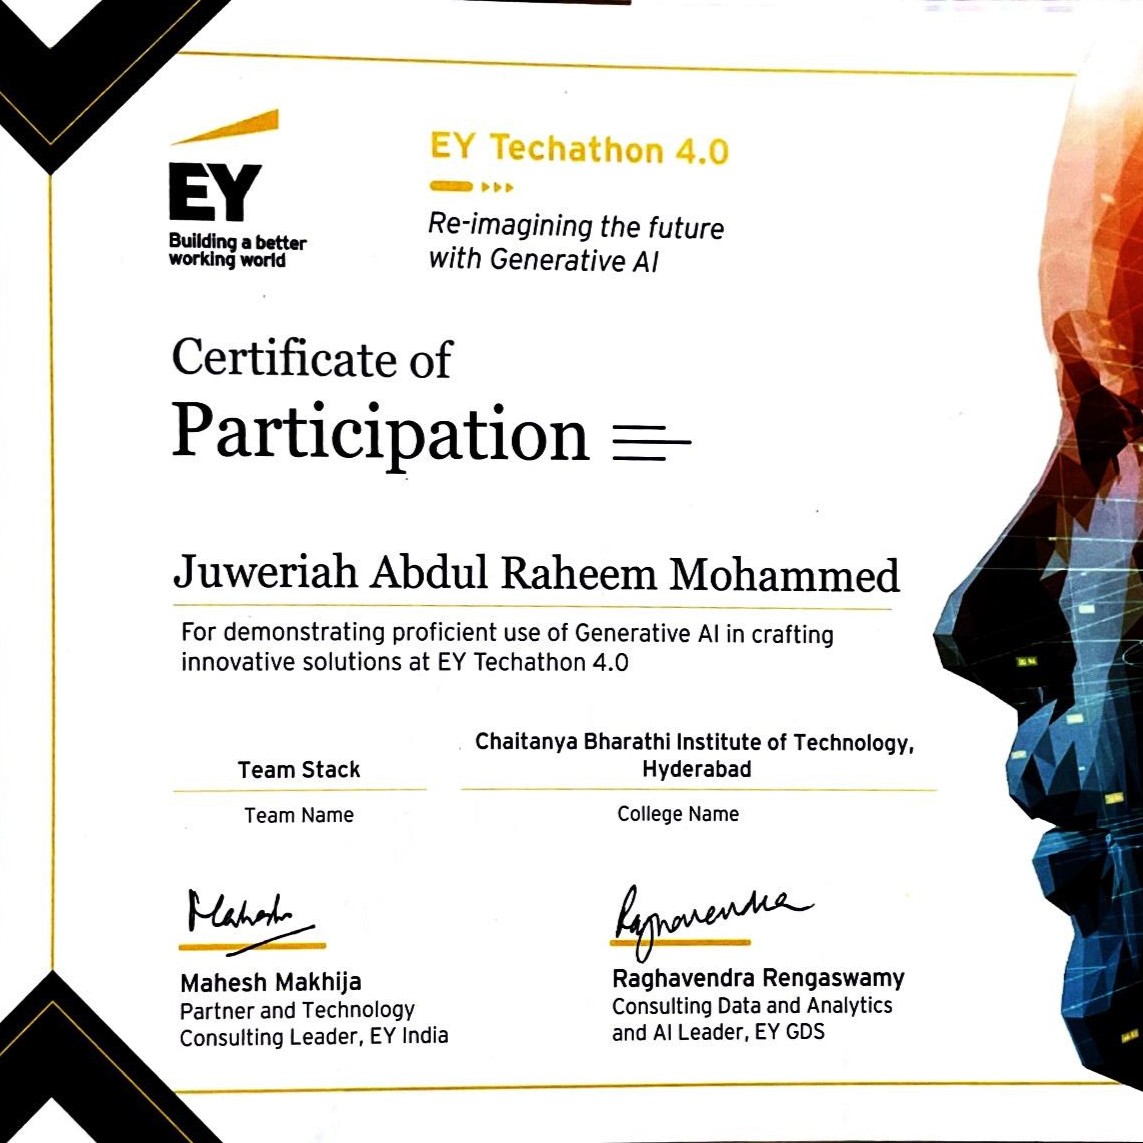 EY
Building a better
working world
EY Techathon 4.0
Re-imagining the future
with Generative AI
Certificate of
Participation
Juweriah Abdul Raheem Mohammed
For demonstrating proficient use of Generative AI in crafting
innovative solutions at EY Techathon 4.0
Team Stack
Team Name
Chaitanya Bharathi Institute of Technology,
Hyderabad
College Name
Mahesh
Mahesh Makhija
Partner and Technology
Consulting Leader, EY India
Raghavendra
Raghavendra Rengaswamy
Consulting Data and Analytics
and AI Leader, EY GDS